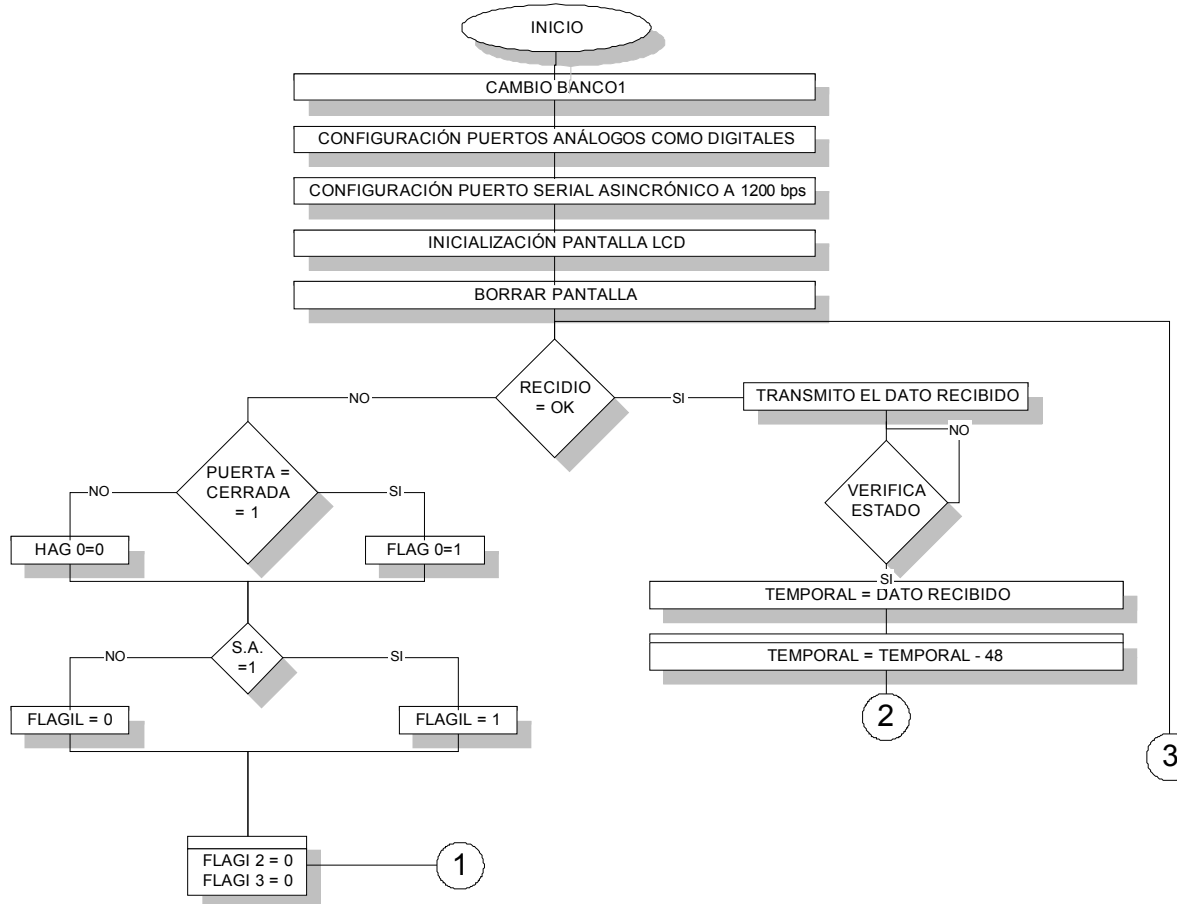 INICIO
CAMBIO BANCO1
CONFIGURACIÓN PUERTOS ANÁLOGOS COMO DIGITALES
CONFIGURACIÓN PUERTO SERIAL ASINCRÓNICO A 1200 bps
INICIALIZACIÓN PANTALLA LCD
BORRAR PANTALLA
RECIDIO
= OK
NO
SI
TRANSMITO EL DATO RECIBIDO
NO
VERIFICA
ESTADO
SI
TEMPORAL = DATO RECIBIDO
TEMPORAL = TEMPORAL - 48
2
3
PUERTA =
CERRADA
= 1
NO
SI
HAG 0=0
FLAG 0=1
S.A.
=1
NO
SI
FLAGIL = 0
FLAGIL = 1
FLAGI 2 = 0
FLAGI 3 = 0
1